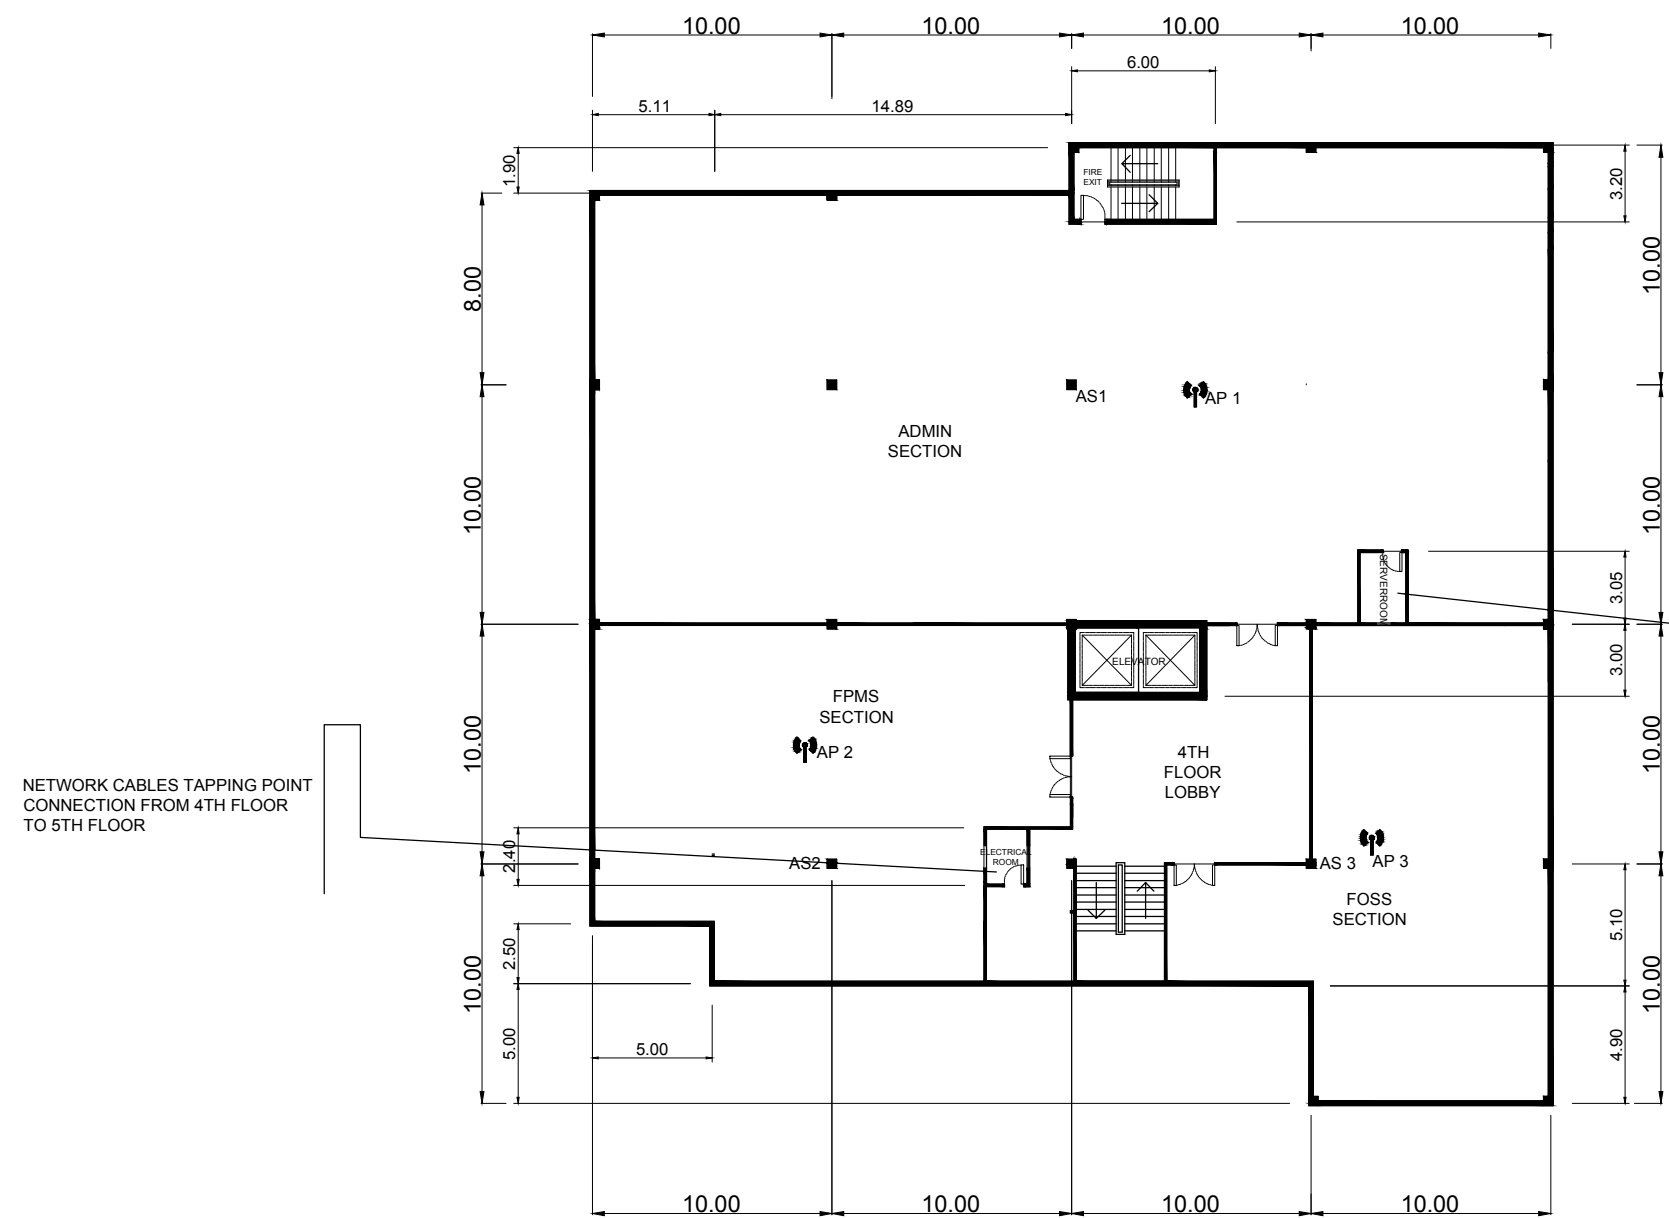 10.00 10.00 10.00 10.00
6.00
5.11 14.89
1.90
FIRE
EXIT
3.20
8.00
10.00
AS1
AP 1
ADMIN
SECTION
10.00
10.00
SERVERROOM
3.05
ELEVATOR
3.00
FPMS
SECTION
AP 2
10.00
4TH
FLOOR
LOBBY
10.00
NETWORK CABLES TAPPING POINT
CONNECTION FROM 4TH FLOOR
TO 5TH FLOOR
2.40
AS2
ELECTRICAL
ROOM
AS 3
AP 3
FOSS
SECTION
5.10
2.50
10.00
10.00
5.00
5.00
4.90
10.00 10.00 10.00 10.00